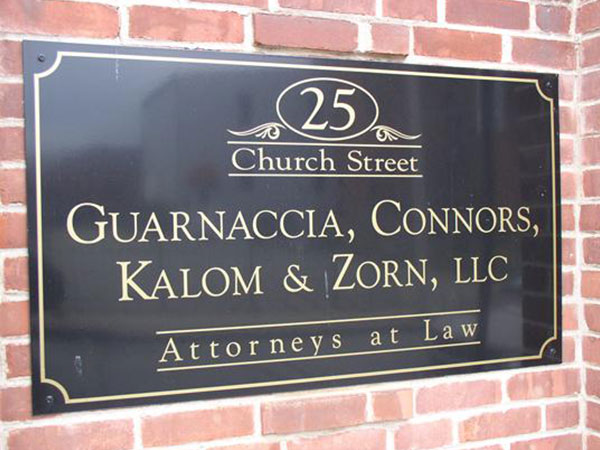 25
Church Street
GUARNACCIA, CONNORS,
KALOM & ZORN, LLC
Attorneys at Law